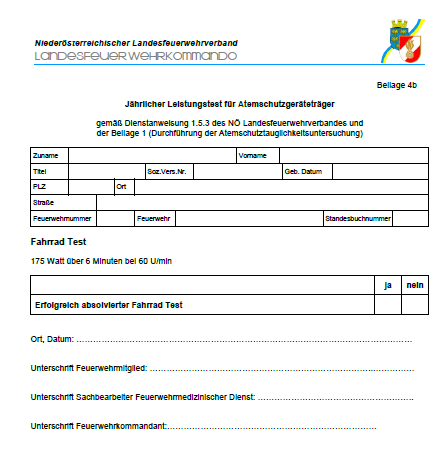 Niederösterreichischer Landesfeuerwehrverband
LANDESFEUERWEHRKOMMANDO
Beilage 4b
Jährlicher Leistungstest für Atemschutzgeräteträger
gemäß Dienstanweisung 1.5.3 des NÖ Landesfeuerwehrverbandes und
der Beilage 1 (Durchführung der Atemschutztauglichkeitsuntersuchung)
Zuname Vorname
Titel Soz.Vers.Nr. Geb. Datum
PLZ Ort
Straße
Feuerwehrnummer Feuerwehr Standesbuchnummer
Fahrrad Test
175 Watt über 6 Minuten bei 60 U/min
ja nein
Erfolgreich absolvierter Fahrrad Test
Ort, Datum: ……………………………………………………………………………
Unterschrift Feuerwehrmitglied: ……………………………………………………………
Unterschrift Sachbearbeiter Feuerwehrmedizinischer Dienst: …………………………………
Unterschrift Feuerwehrkommandant:………………………………………………